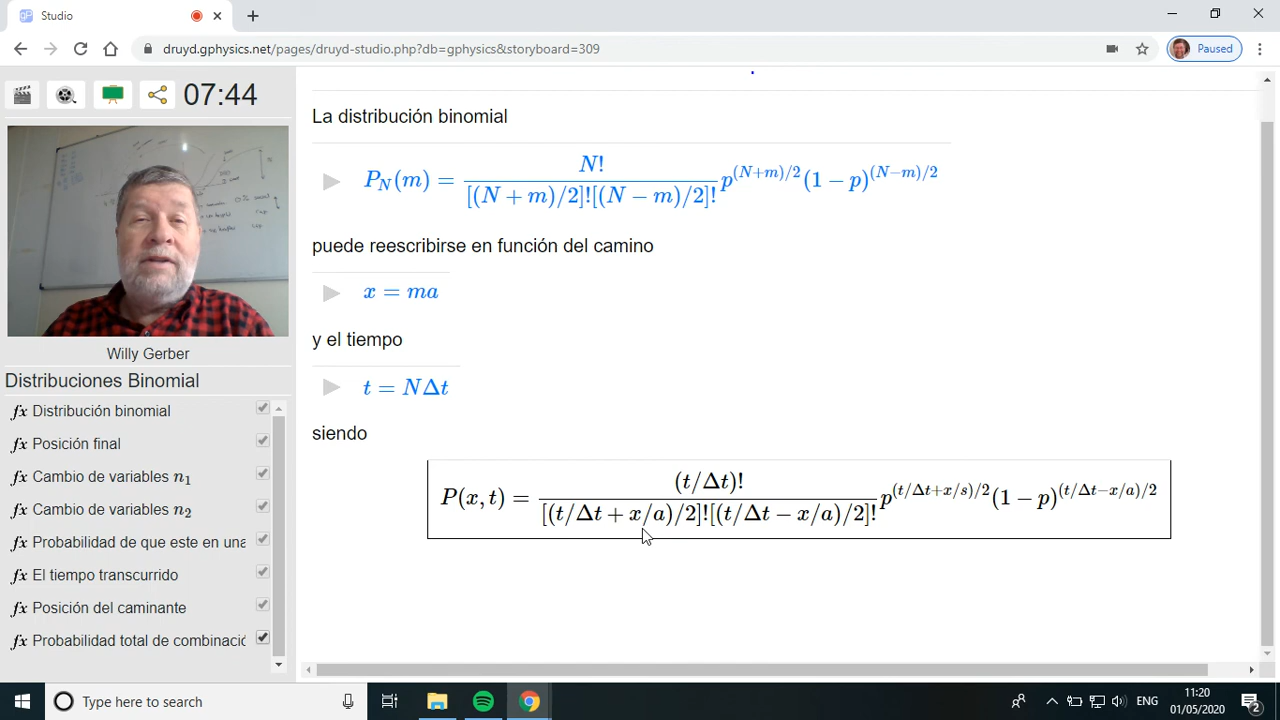 Studio
Paused
druyd.gphysics.net/pages/druyd-studio.php?db=gphysics&storyboard=309
07:44
Willy Gerber
Distribuciones Binomial
fx Distribución binomial
fx Posición final
fx Cambio de variables n₁
fx Cambio de variables n₂
fx Probabilidad de que este en una
fx El tiempo transcurrido
fx Posición del caminante
fx Probabilidad total de combinació
La distribución binomial
P_N(m) = N! / [(N + m)/2]![(N − m)/2]! p^(N+m)/2 (1 − p)^(N−m)/2
puede reescribirse en función del camino
x = ma
y el tiempo
t = NΔt
siendo
P(x, t) = (t/Δt)! / [(t/Δt + x/a)/2]![(t/Δt − x/a)/2]! p^(t/Δt+x/s)/2 (1 − p)^(t/Δt−x/a)/2
Type here to search
ENG
11:20
01/05/2020
2